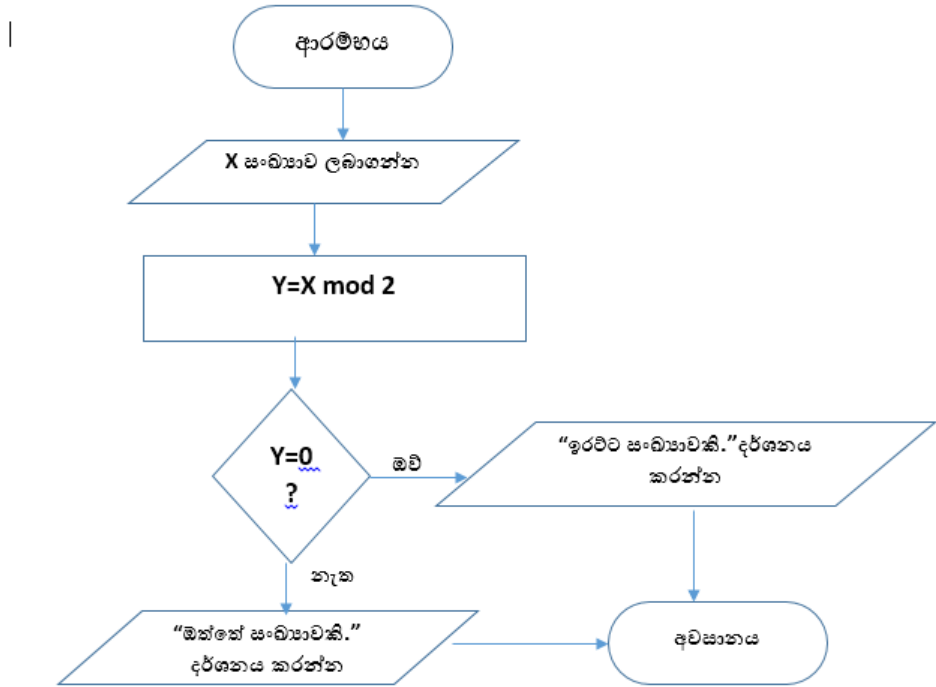 ආරම්භය
X සංඛ්‍යාව ලබාගන්න
Y=X mod 2
Y=0
?
ඔව්
“ඉරට්ට සංඛ්‍යාවකි.”දර්ශනය
කරන්න
නැත
“ඔත්තේ සංඛ්‍යාවකි.”
දර්ශනය කරන්න
අවසානය